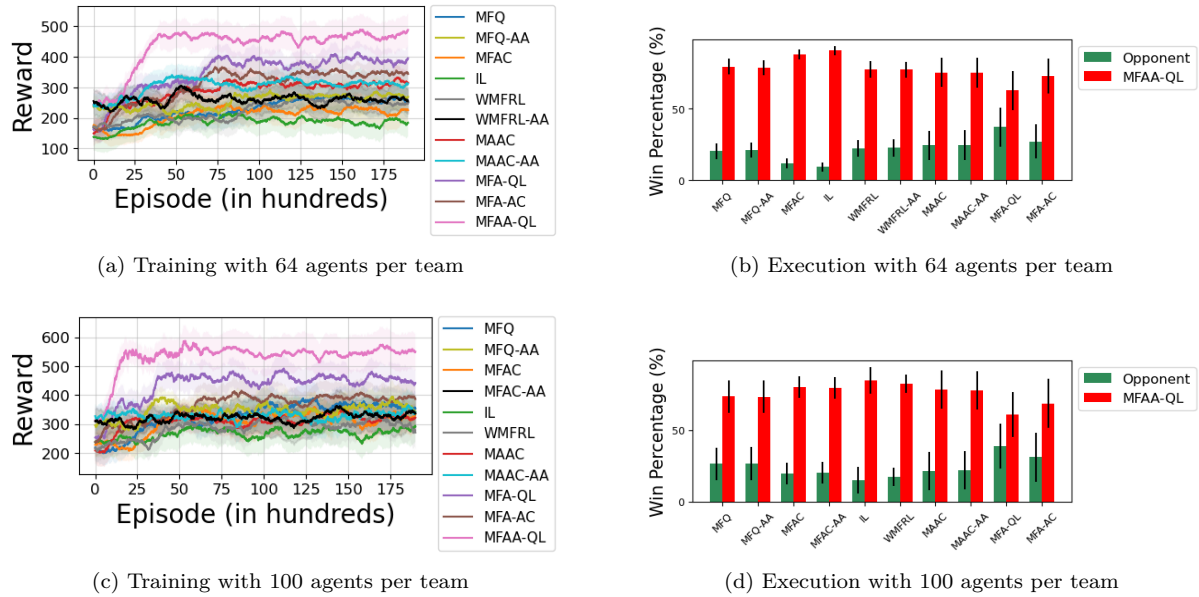 500
400
300
200
100
Reward
0
25
50
75
100
125
150
175
Episode (in hundreds)
MFQ
MFQ-AA
MFAC
IL
WMFRL
WMFRL-AA
MAAC
MAAC-AA
MFA-QL
MFA-AC
MFAA-QL
(a) Training with 64 agents per team
Win Percentage (%)
50
0
MFQ
MFQ-AA
MFAC
IL
WMFRL
WMFRL-AA
MAAC
MAAC-AA
MFA-QL
MFA-AC
Opponent
MFAA-QL
(b) Execution with 64 agents per team
600
500
400
300
200
Reward
0
25
50
75
100
125
150
175
Episode (in hundreds)
MFQ
MFQ-AA
MFAC
MFAC-AA
IL
WMFRL
MAAC
MAAC-AA
MFA-QL
MFA-AC
MFAA-QL
(c) Training with 100 agents per team
Win Percentage (%)
50
0
MFQ
MFQ-AA
MFAC
MFAC-AA
IL
WMFRL
MAAC
MAAC-AA
MFA-QL
MFA-AC
Opponent
MFAA-QL
(d) Execution with 100 agents per team